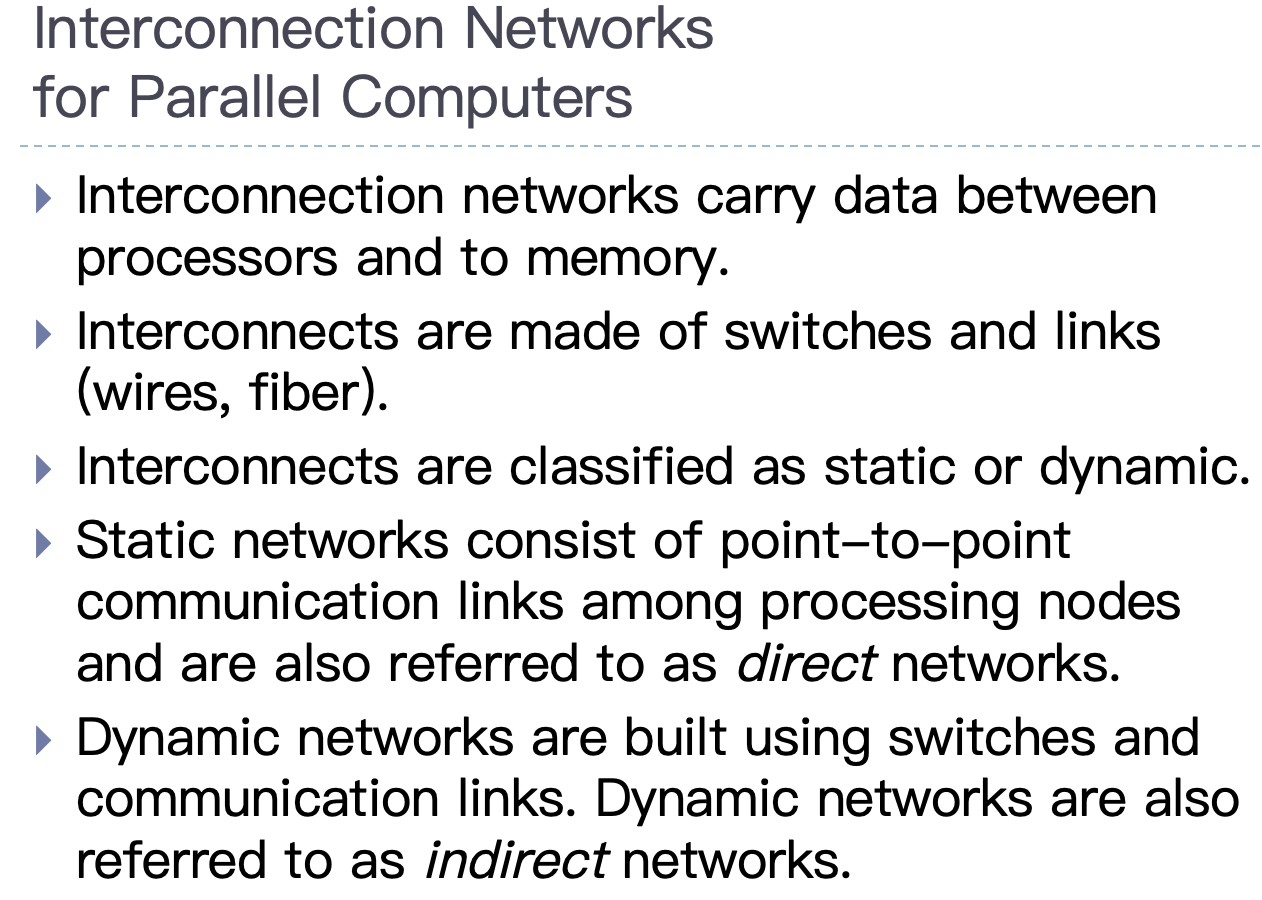 Interconnection Networks
for Parallel Computers
Interconnection networks carry data between
processors and to memory.
Interconnects are made of switches and links
(wires, fiber).
Interconnects are classified as static or dynamic.
Static networks consist of point-to-point
communication links among processing nodes
and are also referred to as direct networks.
Dynamic networks are built using switches and
communication links. Dynamic networks are also
referred to as indirect networks.